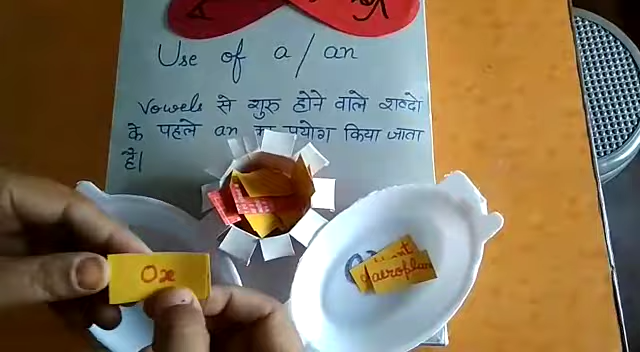 Use of a / an
Vowels से शुरु होने वाले शब्दो
के पहले an का प्रयोग किया जाता
है।
Ox
aeroplane